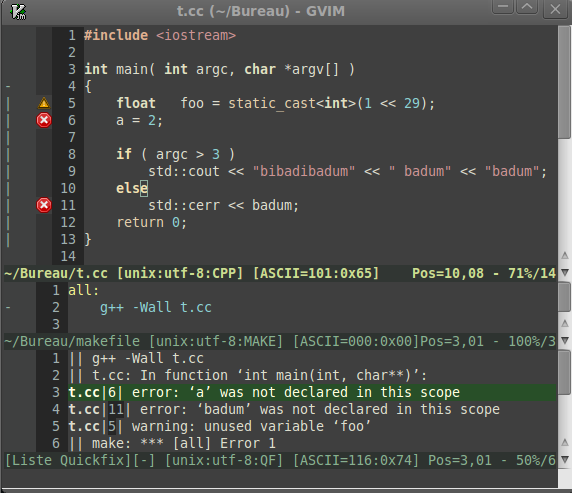 t.cc (~/Bureau) - GVIM
1 #include <iostream>
2
3 int main( int argc, char *argv[] )
- 4 {
| 5     float   foo = static_cast<int>(1 << 29);
| 6     a = 2;
| 7
| 8     if ( argc > 3 )
| 9         std::cout << "bibadibadum" << " badum" << "badum";
| 10     else
| 11         std::cerr << badum;
| 12     return 0;
| 13 }
14
~/Bureau/t.cc [unix:utf-8:CPP] [ASCII=101:0x65]    Pos=10,08 - 71%/14
1 all:
- 2     g++ -Wall t.cc
3
~/Bureau/makefile [unix:utf-8:MAKE] [ASCII=000:0x00]Pos=3,01 - 100%/3
1 || g++ -Wall t.cc
2 || t.cc: In function ‘int main(int, char**)’:
3 t.cc|6| error: ‘a’ was not declared in this scope
4 t.cc|11| error: ‘badum’ was not declared in this scope
5 t.cc|5| warning: unused variable ‘foo’
6 || make: *** [all] Error 1
[Liste Quickfix][-] [unix:utf-8:QF] [ASCII=116:0x74] Pos=3,01 - 50%/6